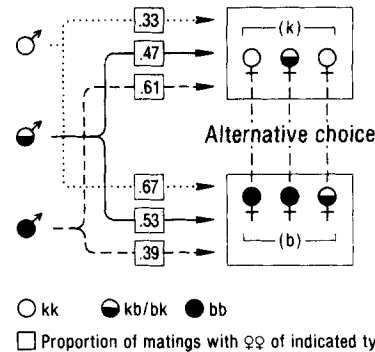 .33
(k)
.47
.61
Alternative choice
.67
.53
.39
(b)
kk kb/bk bb
Proportion of matings with ♀♀ of indicated ty